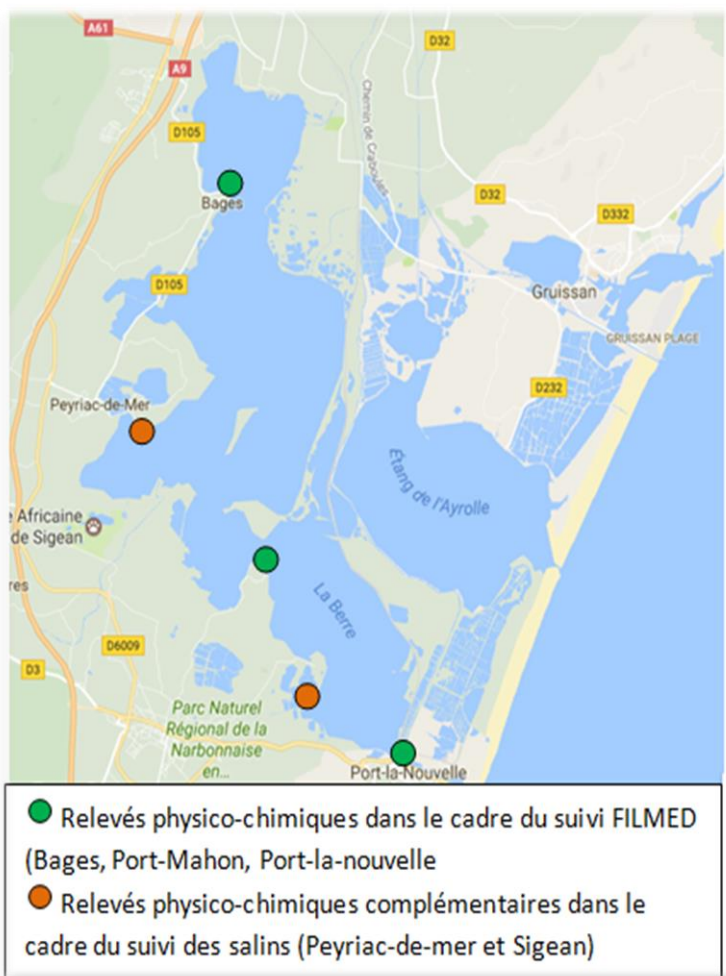 A61
D32
A9
Chemin de Craboules
D105
D32
Bages
D332
D105
Gruissan
GRUISSAN PLAGE
D232
Peyriac-de-Mer
Étang de l'Ayrolle
e Africaine
de Sigean
res
La Berre
D6009
D3
Parc Naturel
Régional de la
Narbonnaise
en...
Port-la-Nouvelle
Relevés physico-chimiques dans le cadre du suivi FILMED
(Bages, Port-Mahon, Port-la-nouvelle
Relevés physico-chimiques complémentaires dans le
cadre du suivi des salins (Peyriac-de-mer et Sigean)